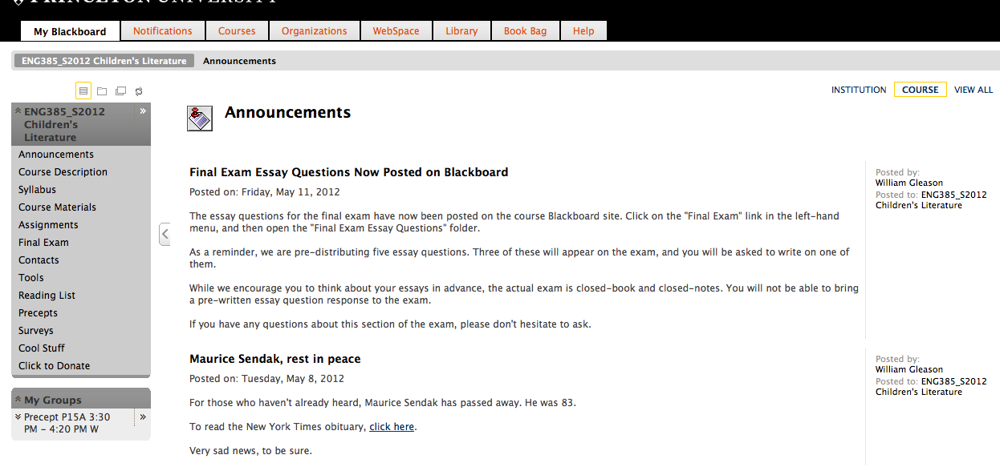 PRINCETON UNIVERSITY
My Blackboard Notifications Courses Organizations WebSpace Library Book Bag Help
ENG385_S2012 Children's Literature Announcements
INSTITUTION COURSE VIEW ALL
ENG385_S2012
Children's
Literature
Announcements
Course Description
Syllabus
Course Materials
Assignments
Final Exam
Contacts
Tools
Reading List
Precepts
Surveys
Cool Stuff
Click to Donate
My Groups
Precept P15A 3:30
PM - 4:20 PM W
Announcements
Final Exam Essay Questions Now Posted on Blackboard
Posted on: Friday, May 11, 2012
The essay questions for the final exam have now been posted on the course Blackboard site. Click on the "Final Exam" link in the left-hand
menu, and then open the "Final Exam Essay Questions" folder.
As a reminder, we are pre-distributing five essay questions. Three of these will appear on the exam, and you will be asked to write on one of
them.
While we encourage you to think about your essays in advance, the actual exam is closed-book and closed-notes. You will not be able to bring
a pre-written essay question response to the exam.
If you have any questions about this section of the exam, please don't hesitate to ask.
Posted by:
William Gleason
Posted to: ENG385_S2012
Children's Literature
Maurice Sendak, rest in peace
Posted on: Tuesday, May 8, 2012
For those who haven't already heard, Maurice Sendak has passed away. He was 83.
To read the New York Times obituary, click here.
Very sad news, to be sure.
Posted by:
William Gleason
Posted to: ENG385_S2012
Children's Literature